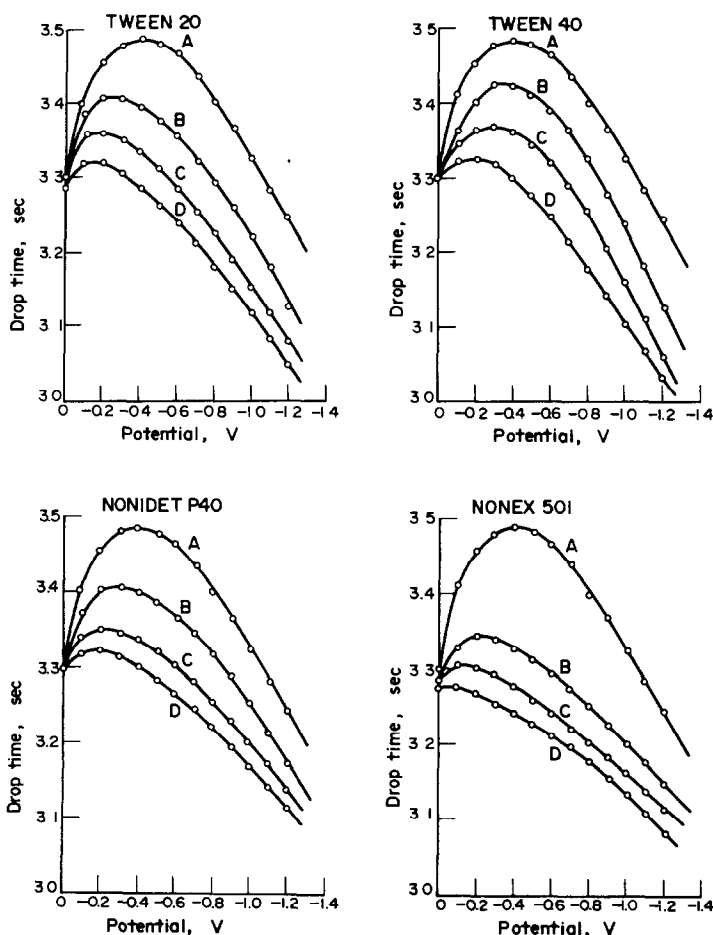 TWEEN 20
3.5
3.4
3.3
3.2
3 1
3 0
Drop time, sec
A
B
C
D
0 -0.2 -0.4 -0.6 -0.8 -1.0 -1.2 -1 4
Potential, V
TWEEN 40
3.5
3.4
3.3
3.2
3 1
3 0
Drop time, sec
A
B
C
D
0 -0.2 -0.4 -0.6 -0.8 -1.0 -1.2 -1 4
Potential, V
NONIDET P40
3.5
3.4
3.3
3.2
3 1
3 0
Drop time, sec
A
B
C
D
0 -0.2 -0.4 -0.6 -0.8 -1.0 -1.2 -1.4
Potential, V
NONEX 501
3 5
3.4
3.3
3.2
3 1
3 0
Drop time, sec
A
B
C
D
0 -0.2 -0.4 -0.6 -0.8 -1.0 -1.2 -1.4
Potential, V